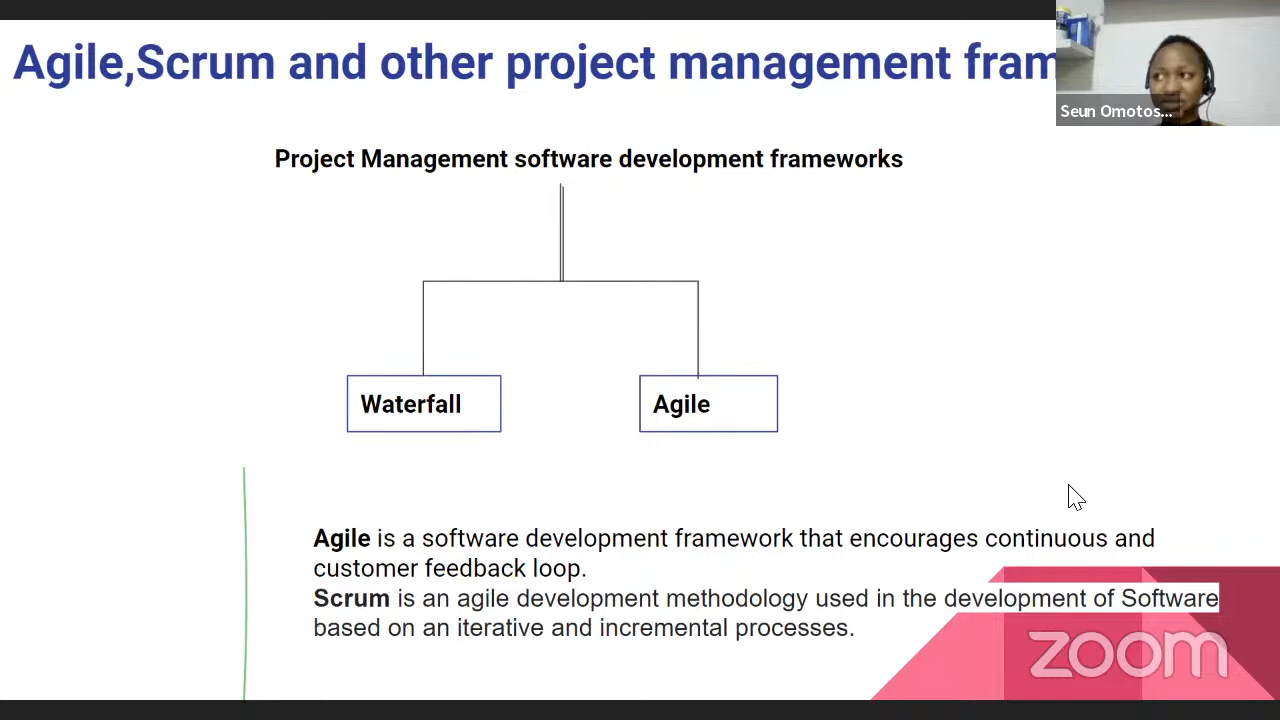 Agile,Scrum and other project management fram
Seun Omotos...
Project Management software development frameworks
Waterfall
Agile
Agile is a software development framework that encourages continuous and
customer feedback loop.
Scrum is an agile development methodology used in the development of Software
based on an iterative and incremental processes.
zoom